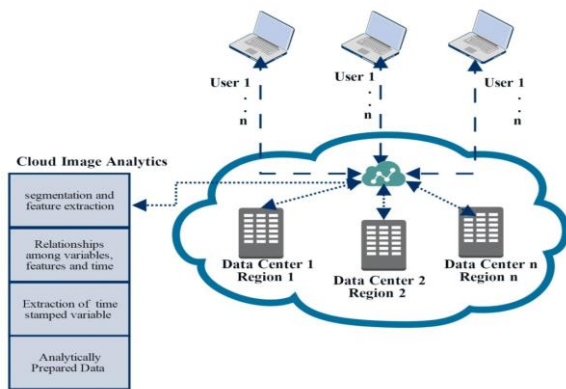 User 1
.
.
.
n
User 1
.
.
.
n
User 1
.
.
.
n
Cloud Image Analytics
segmentation and
feature extraction
Relationships
among variables,
features and time
Extraction of time
stamped variable
Analytically
Prepared Data
Data Center 1
Region 1
Data Center 2
Region 2
Data Center n
Region n